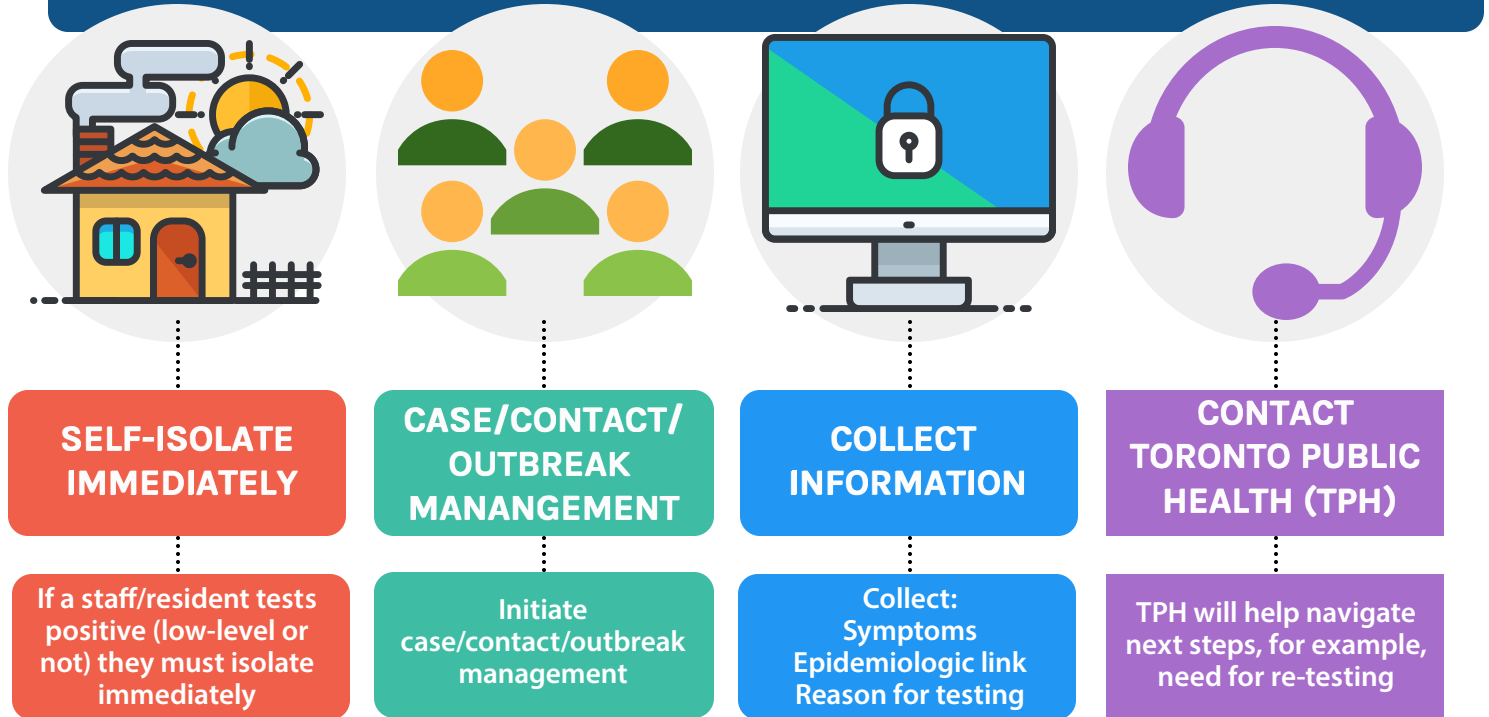 SELF-ISOLATE
IMMEDIATELY
CASE/CONTACT/
OUTBREAK
MANANGEMENT
COLLECT
INFORMATION
CONTACT
TORONTO PUBLIC
HEALTH (TPH)
If a staff/resident tests
positive (low-level or
not) they must isolate
immediately
Initiate
case/contact/outbreak
management
Collect:
Symptoms
Epidemiologic link
Reason for testing
TPH will help navigate
next steps, for example,
need for re-testing